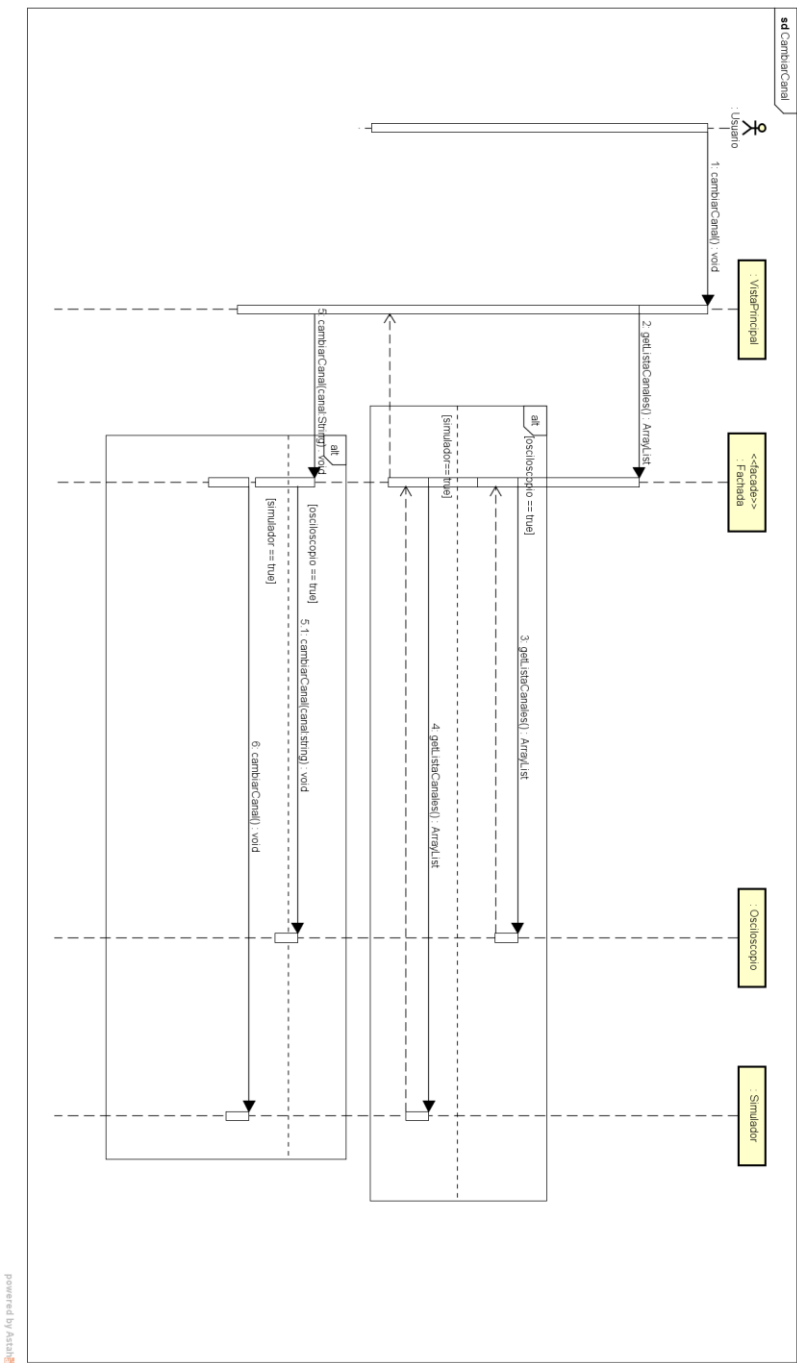 sd CambiarCanal
: Usuario
: VistaPrincipal
<<facade>>
: Fachada
: Osciloscopio
: Simulador
1: cambiarCanal() : void
2: getListaCanales() : ArrayList
alt
[osciloscopio == true]
3: getListaCanales() : ArrayList
[simulador== true]
4: getListaCanales() : ArrayList
5: cambiarCanal(canal:String) : void
alt
[osciloscopio == true]
5.1: cambiarCanal(canal:string) : void
[simulador == true]
6: cambiarCanal() : void
powered by Astah